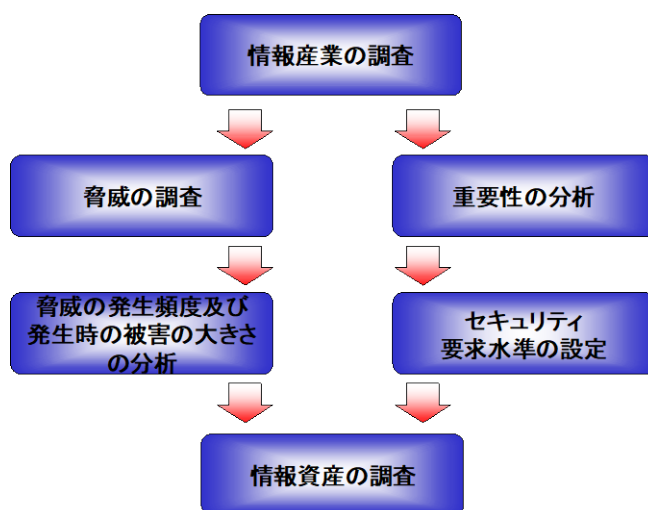 情報産業の調査
脅威の調査
重要性の分析
脅威の発生頻度及び
発生時の被害の大きさ
の分析
セキュリティ
要求水準の設定
情報資産の調査